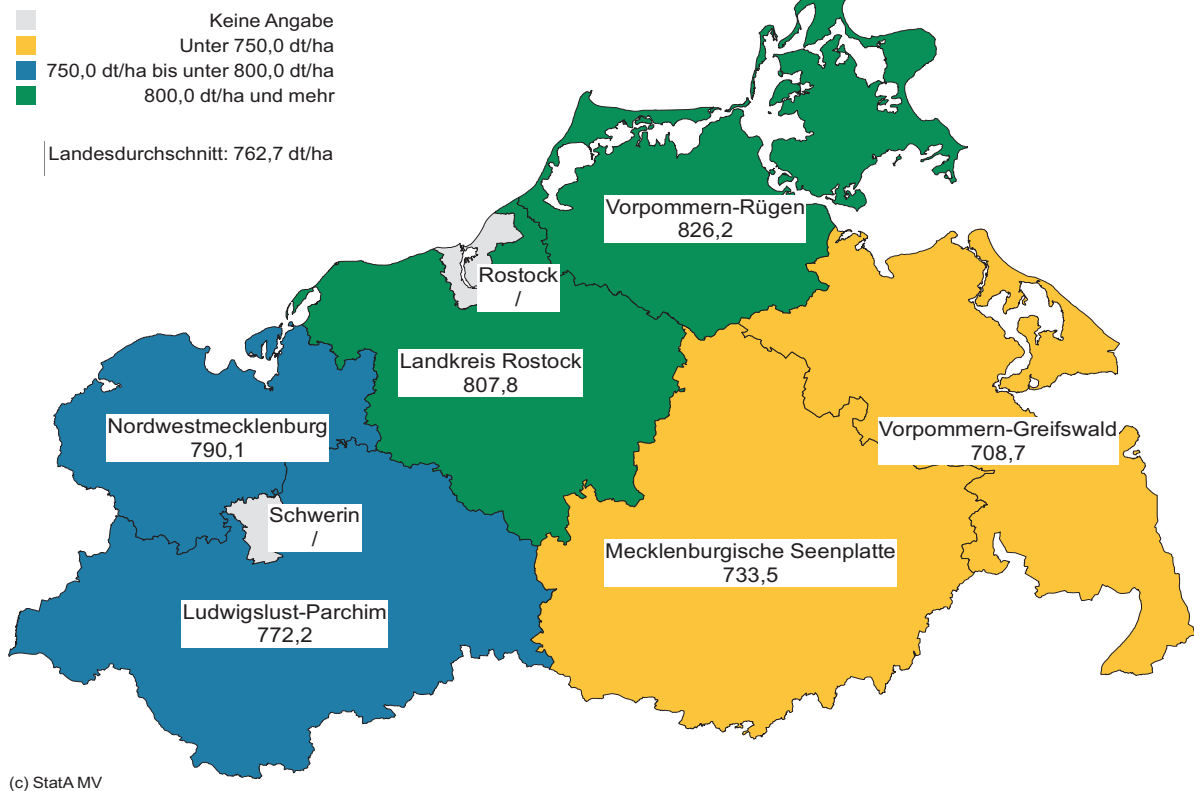 Keine Angabe
Unter 750,0 dt/ha
750,0 dt/ha bis unter 800,0 dt/ha
800,0 dt/ha und mehr
Landesdurchschnitt: 762,7 dt/ha
Vorpommern-Rügen
826,2
Rostock
/
Landkreis Rostock
807,8
Nordwestmecklenburg
790,1
Vorpommern-Greifswald
708,7
Schwerin
/
Mecklenburgische Seenplatte
733,5
Ludwigslust-Parchim
772,2
(c) StatA MV